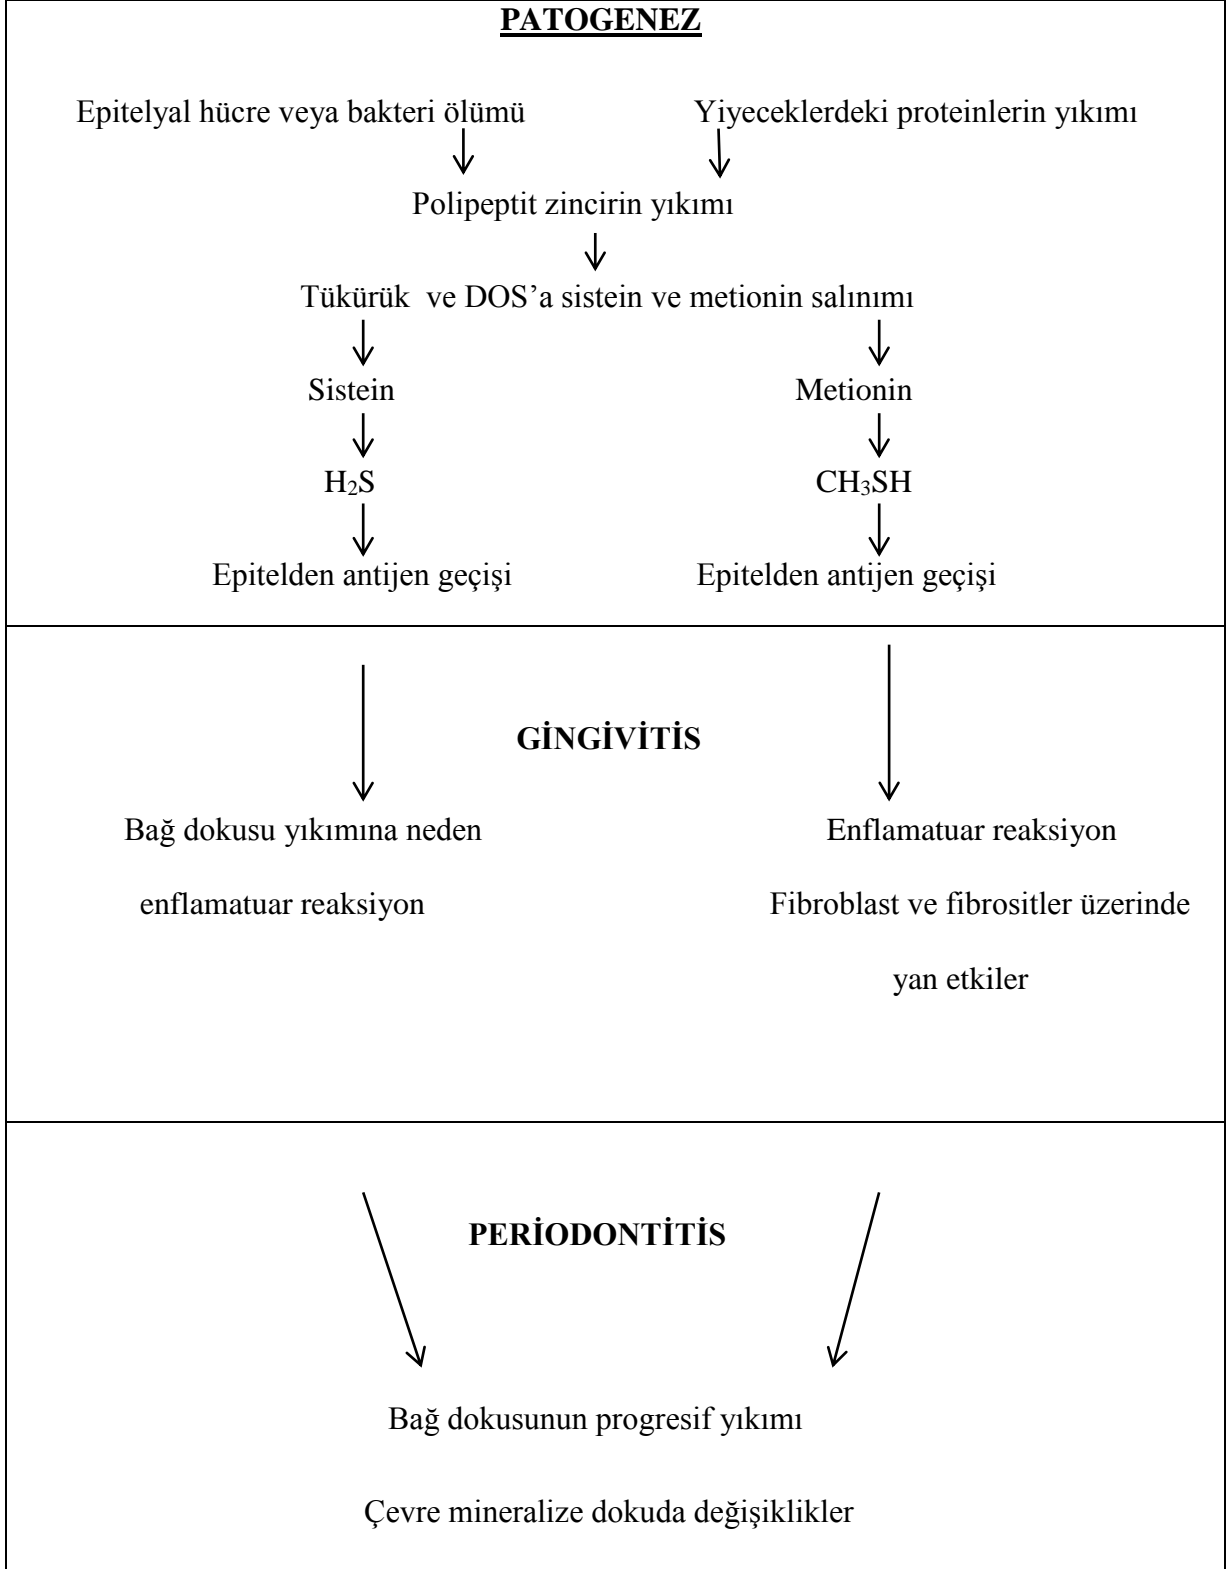 PATOGENEZ
Epitelyal hücre veya bakteri ölümü Yiyeceklerdeki proteinlerin yıkımı
Polipeptit zincirin yıkımı
Tükürük ve DOS’a sistein ve metionin salınımı
Sistein Metionin
H₂S CH₃SH
Epitelden antijen geçişi Epitelden antijen geçişi
GİNGİVİTİS
Bağ dokusu yıkımına neden Enflamatuar reaksiyon
enflamatuar reaksiyon Fibroblast ve fibrositler üzerinde
yan etkiler
PERİODONTİTİS
Bağ dokusunun progresif yıkımı
Çevre mineralize dokuda değişiklikler